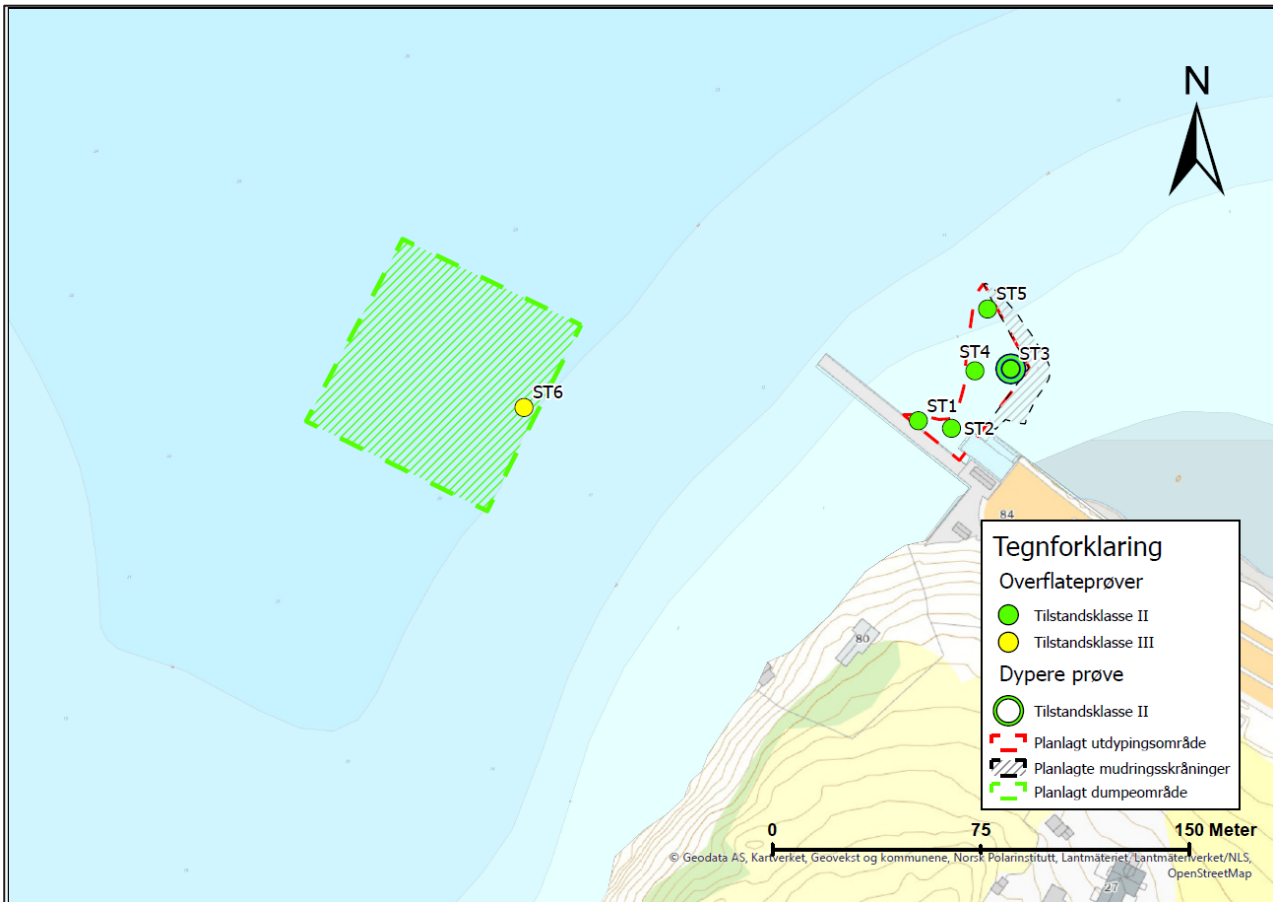 N
ST5
ST4
ST3
ST6
ST1
ST2
84
80
27
Tegnforklaring
Overflateprøver
Tilstandsklasse II
Tilstandsklasse III
Dypere prøve
Tilstandsklasse II
Planlagt utdypingsområde
Planlagte mudringsskråninger
Planlagt dumpeområde
0 75 150 Meter
© Geodata AS, Kartverket, Geovekst og kommunene, Norsk Polarinstitutt, Lantmäteriet/Lantmäteriverket/NLS,
OpenStreetMap